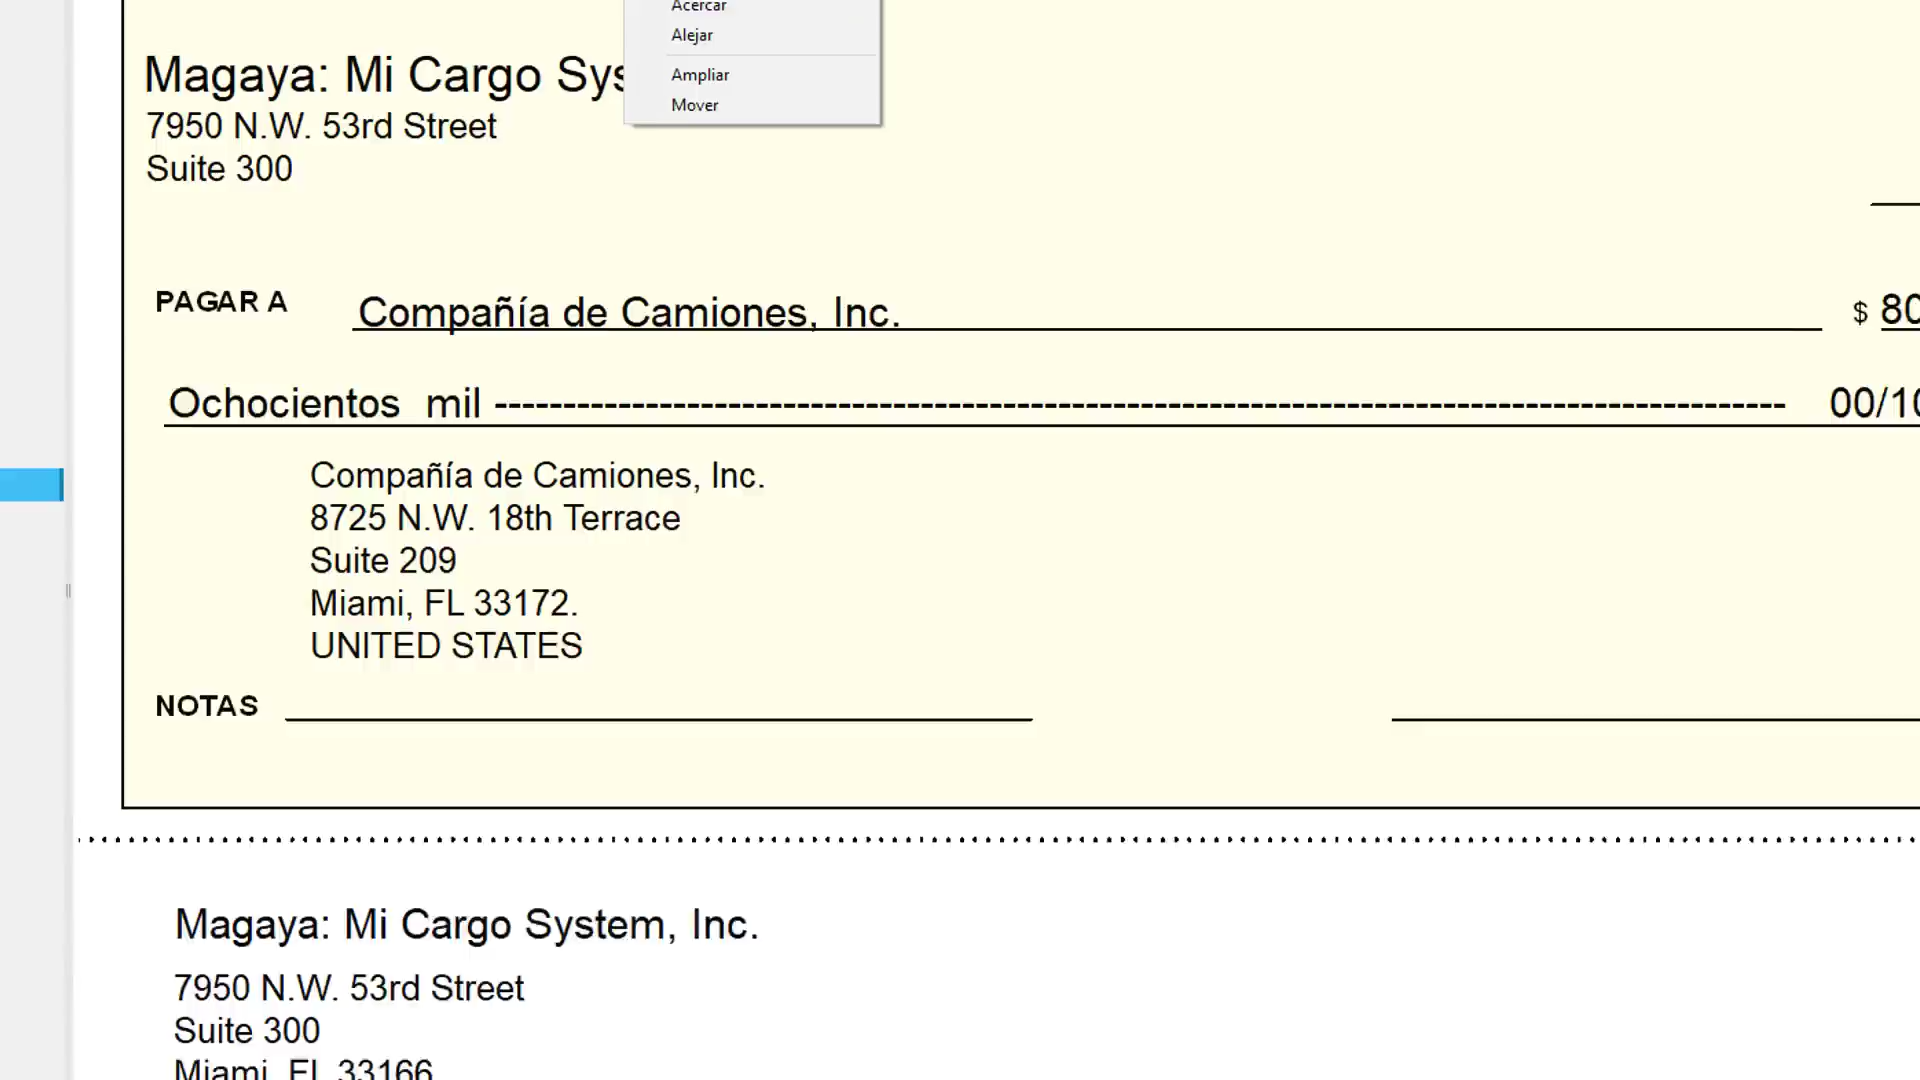 Acercar
Alejar
Ampliar
Mover
Magaya: Mi Cargo
7950 N.W. 53rd Street
Suite 300
PAGAR A
Compañía de Camiones, Inc.
$ 80
Ochocientos mil ----------------------------------------------------------------------------------------------- 00/10
Compañía de Camiones, Inc.
8725 N.W. 18th Terrace
Suite 209
Miami, FL 33172.
UNITED STATES
NOTAS
Magaya: Mi Cargo System, Inc.
7950 N.W. 53rd Street
Suite 300
Miami, FL 33166